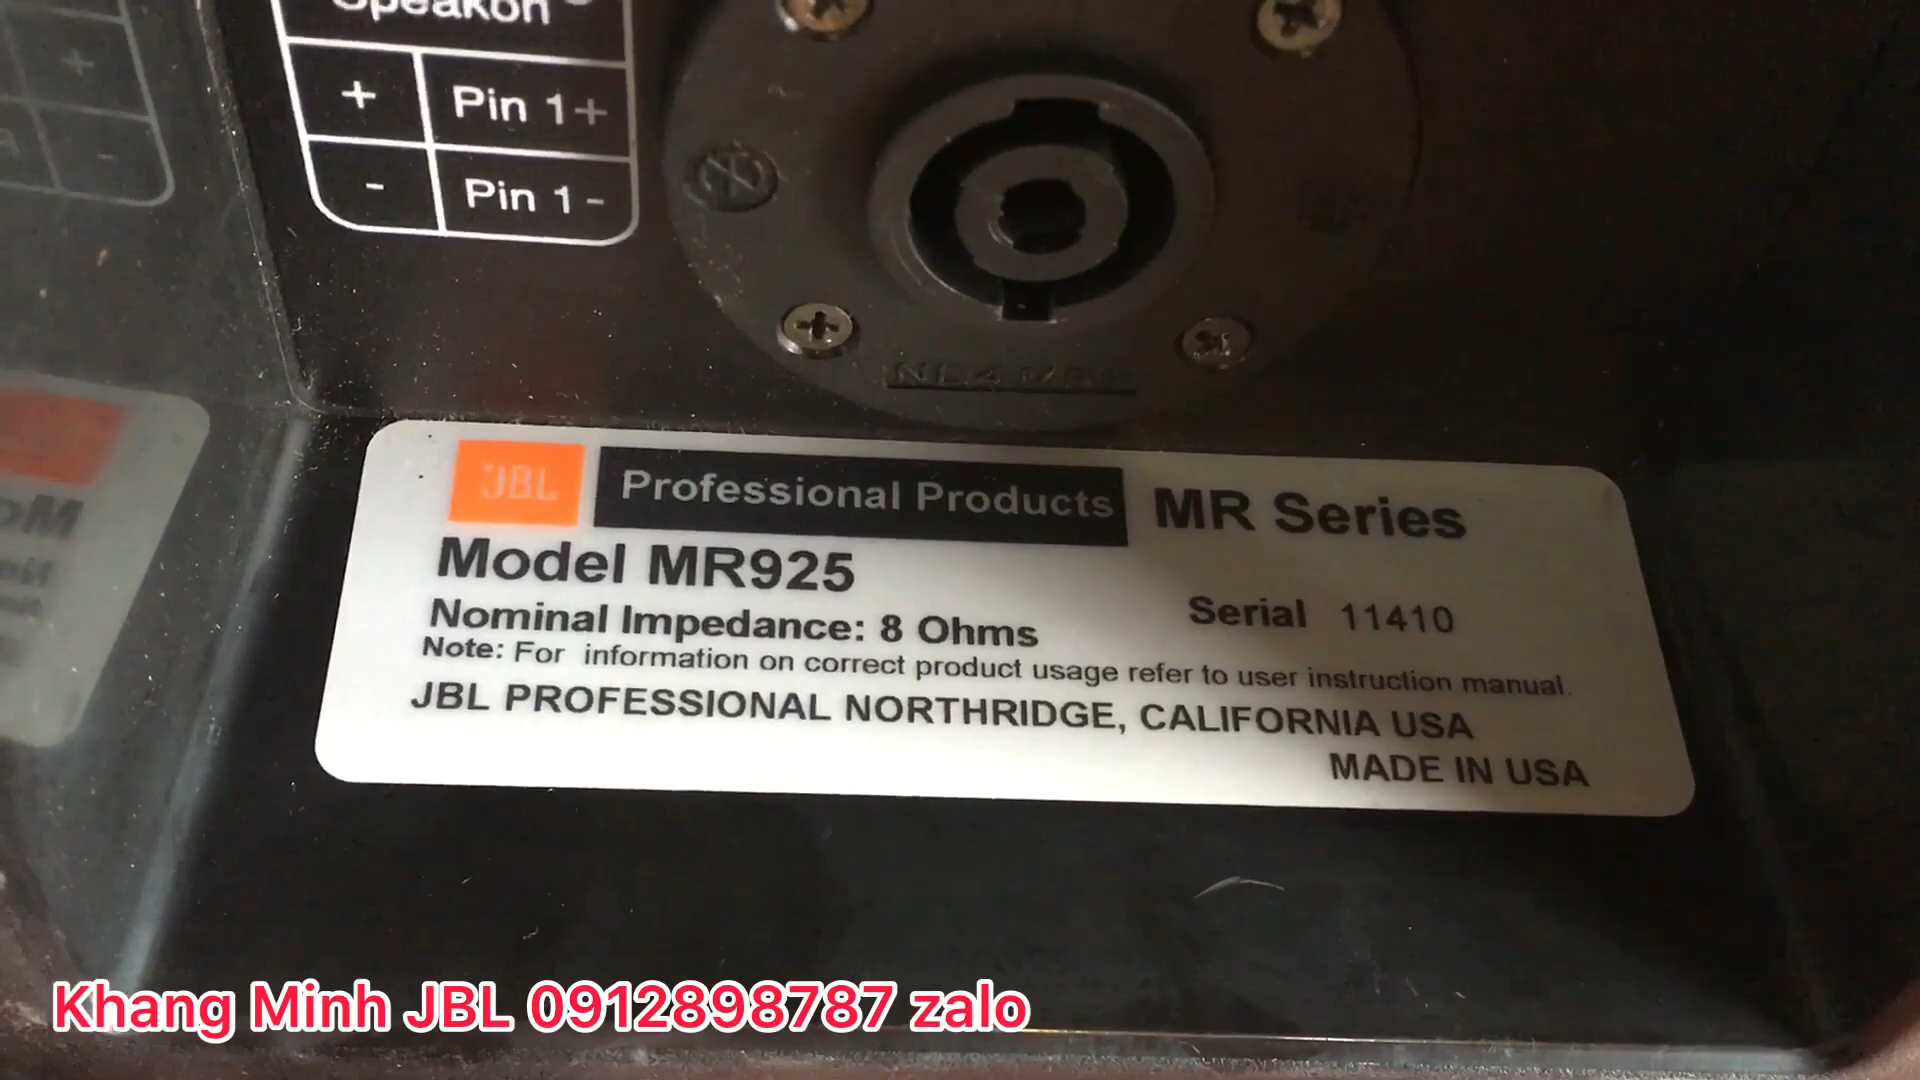 Speakon
+ Pin 1+
- Pin 1-
JBL Professional Products MR Series
Model MR925
Nominal Impedance: 8 Ohms Serial 11410
Note: For information on correct product usage refer to user instruction manual.
JBL PROFESSIONAL NORTHRIDGE, CALIFORNIA USA
MADE IN USA
Khang Minh JBL 0912898787 zalo